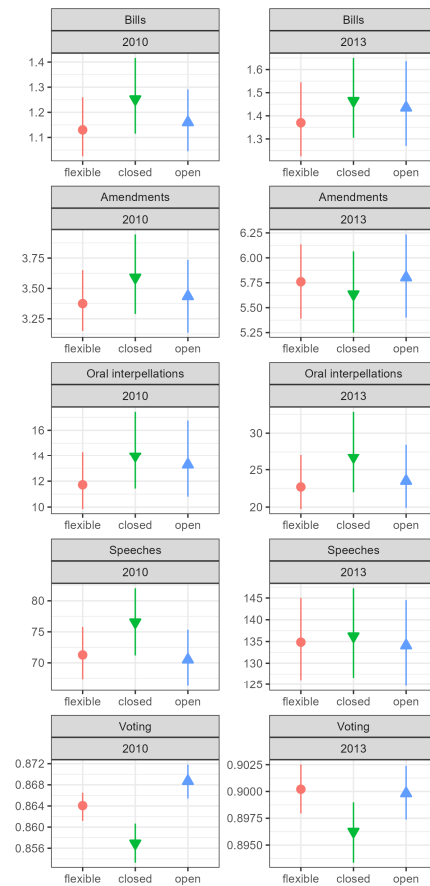 Bills
2010
1.4
1.3
1.2
1.1
flexible closed open
Bills
2013
1.6
1.5
1.4
1.3
flexible closed open
Amendments
2010
3.75
3.50
3.25
flexible closed open
Amendments
2013
6.25
6.00
5.75
5.50
5.25
flexible closed open
Oral interpellations
2010
16
14
12
10
flexible closed open
Oral interpellations
2013
30
25
20
flexible closed open
Speeches
2010
80
75
70
flexible closed open
Speeches
2013
145
140
135
130
125
flexible closed open
Voting
2010
0.872
0.868
0.864
0.860
0.856
flexible closed open
Voting
2013
0.9025
0.9000
0.8975
0.8950
flexible closed open